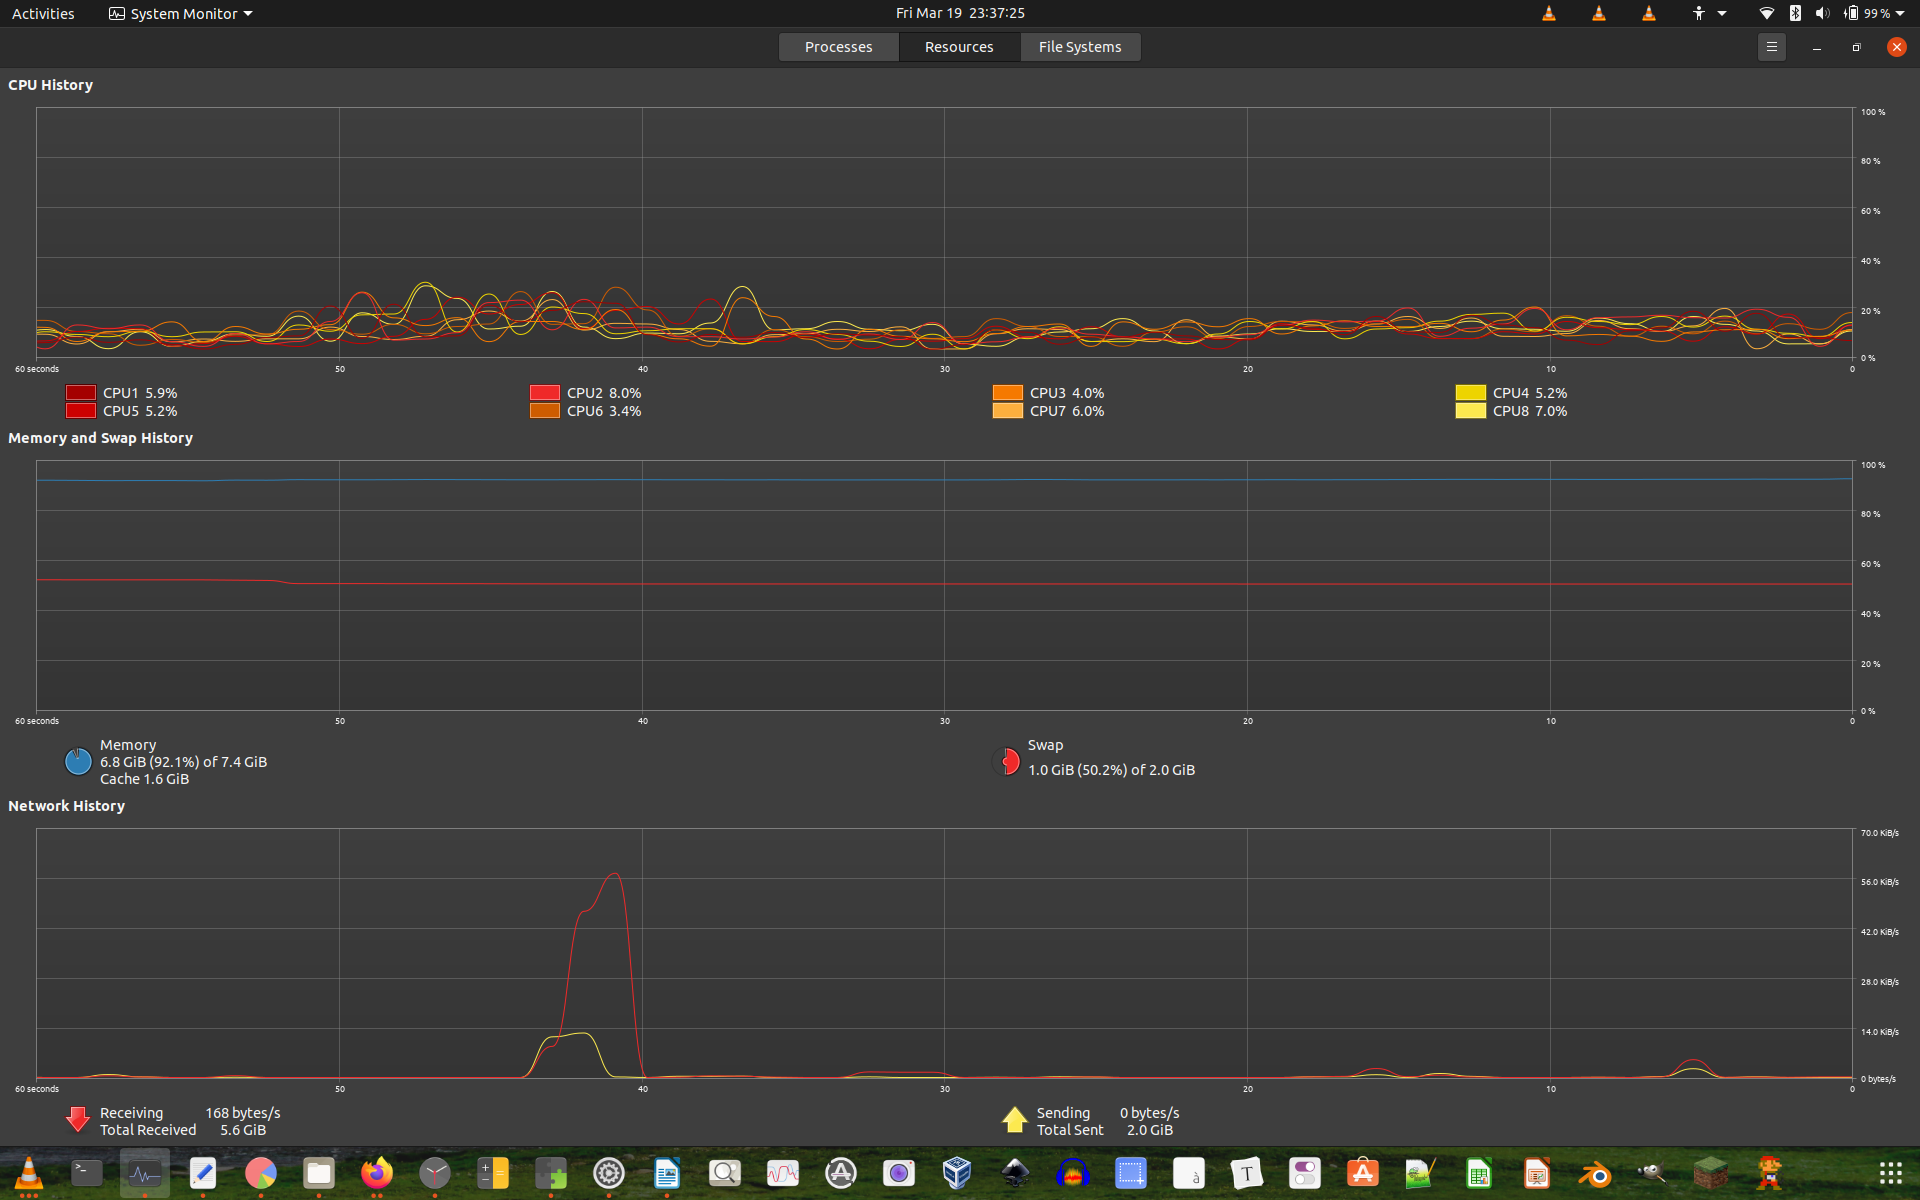 Activities System Monitor Fri Mar 19 23:37:25 99 %
Processes Resources File Systems
CPU History
100 %
80 %
60 %
40 %
20 %
0 %
60 seconds 50 40 30 20 10 0
CPU1 5.9% CPU2 8.0% CPU3 4.0% CPU4 5.2%
CPU5 5.2% CPU6 3.4% CPU7 6.0% CPU8 7.0%
Memory and Swap History
100 %
80 %
60 %
40 %
20 %
0 %
60 seconds 50 40 30 20 10 0
Memory
6.8 GiB (92.1%) of 7.4 GiB
Cache 1.6 GiB
Swap
1.0 GiB (50.2%) of 2.0 GiB
Network History
70.0 KiB/s
56.0 KiB/s
42.0 KiB/s
28.0 KiB/s
14.0 KiB/s
0 bytes/s
60 seconds 50 40 30 20 10 0
Receiving 168 bytes/s
Total Received 5.6 GiB
Sending 0 bytes/s
Total Sent 2.0 GiB
>_ à T